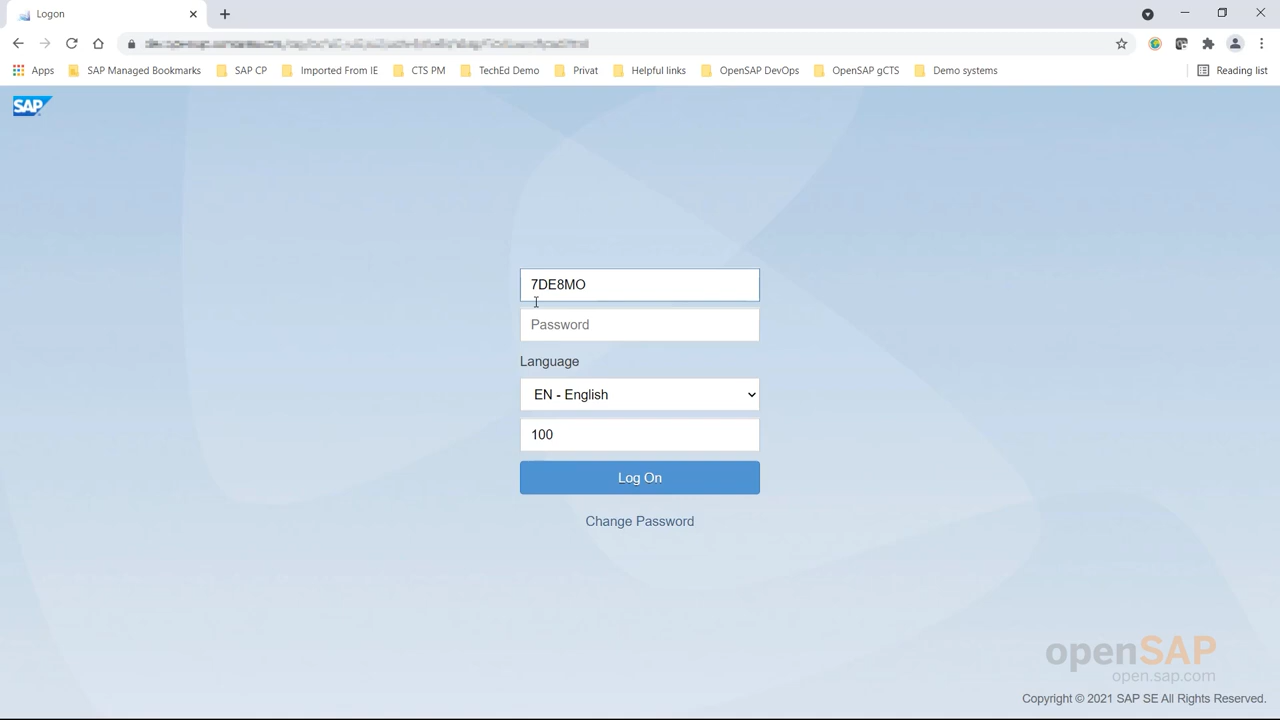 Logon
Apps SAP Managed Bookmarks SAP CP Imported From IE CTS PM TechEd Demo Privat Helpful links OpenSAP DevOps OpenSAP gCTS Demo systems Reading list
SAP
7DE8MO
Password
Language
EN - English
100
Log On
Change Password
openSAP
open.sap.com
Copyright © 2021 SAP SE All Rights Reserved.